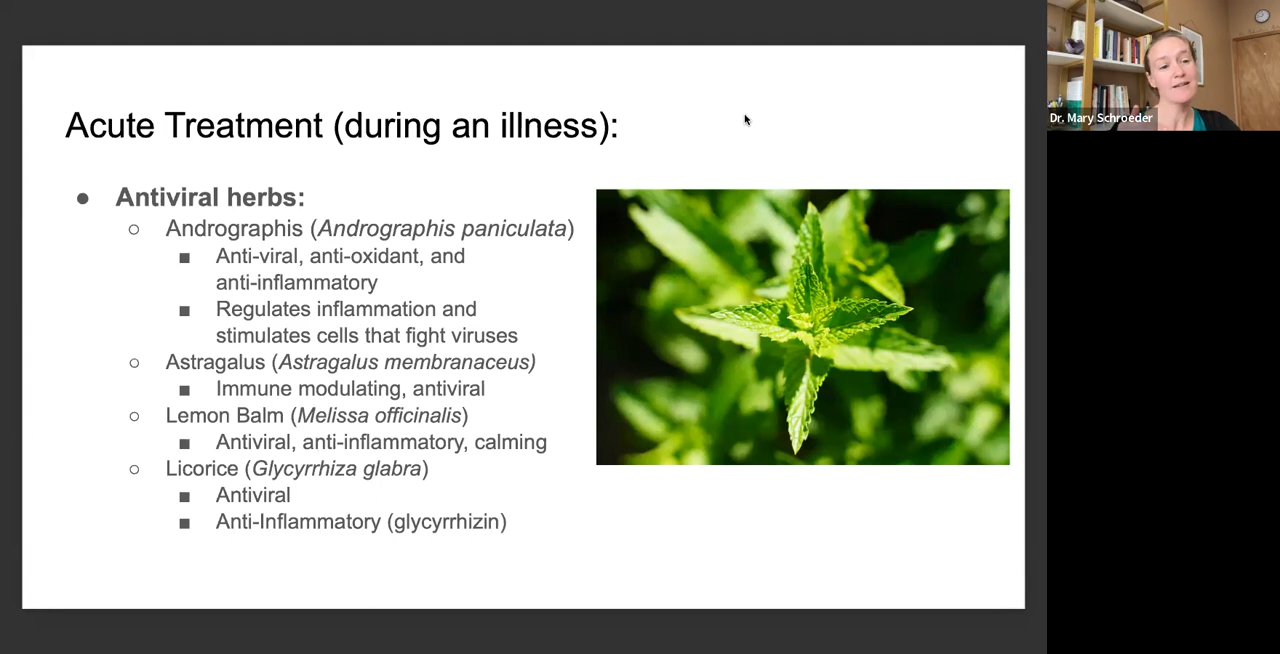 Acute Treatment (during an illness):
● Antiviral herbs:
○ Andrographis (Andrographis paniculata)
■ Anti-viral, anti-oxidant, and
anti-inflammatory
■ Regulates inflammation and
stimulates cells that fight viruses
○ Astragalus (Astragalus membranaceus)
■ Immune modulating, antiviral
○ Lemon Balm (Melissa officinalis)
■ Antiviral, anti-inflammatory, calming
○ Licorice (Glycyrrhiza glabra)
■ Antiviral
■ Anti-Inflammatory (glycyrrhizin)
Dr. Mary Schroeder